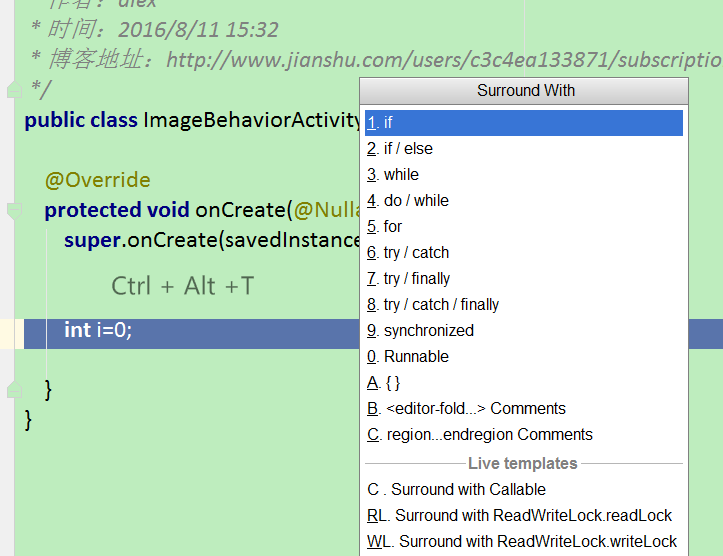 * 作者：alex
* 时间：2016/8/11 15:32
* 博客地址：http://www.jianshu.com/users/c3c4ea133871/subscriptio
*/
public class ImageBehaviorActivity
@Override
protected void onCreate(@Nulla
super.onCreate(savedInstance
Ctrl + Alt +T
int i=0;
}
}
Surround With
1. if
2. if / else
3. while
4. do / while
5. for
6. try / catch
7. try / finally
8. try / catch / finally
9. synchronized
0. Runnable
A. { }
B. <editor-fold...> Comments
C. region...endregion Comments
Live templates
C . Surround with Callable
RL. Surround with ReadWriteLock.readLock
WL. Surround with ReadWriteLock.writeLock